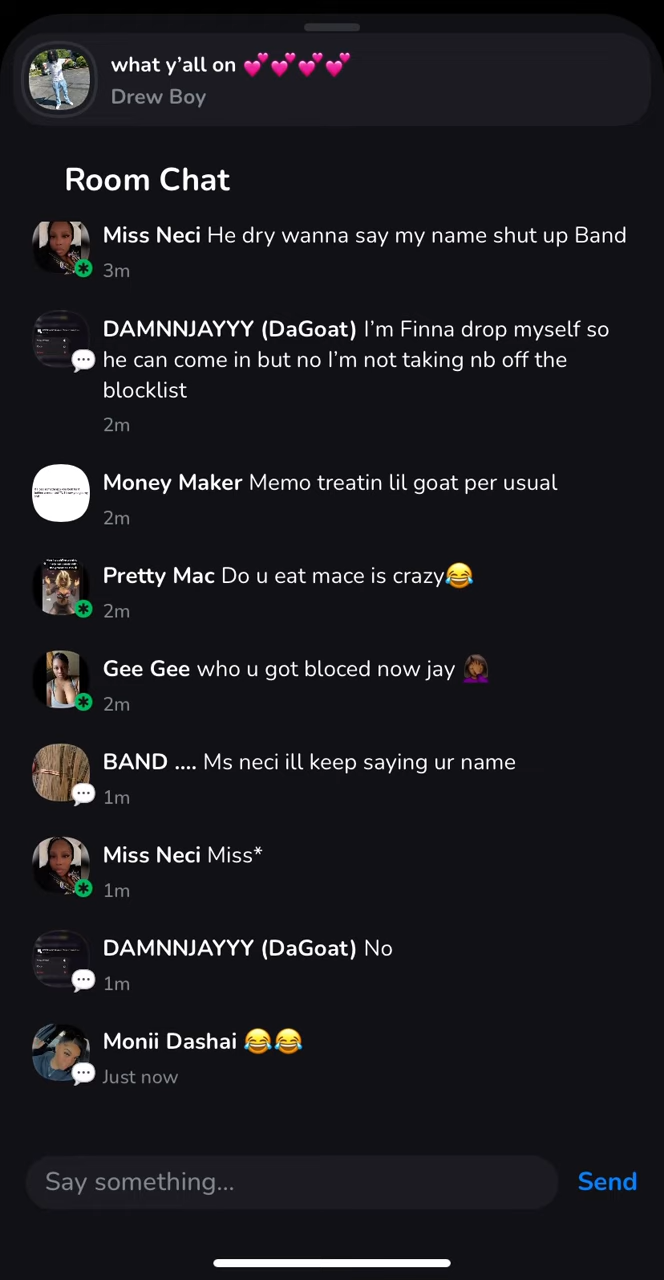 what y’all on 💕💕💕💕
Drew Boy
Room Chat
Miss Neci He dry wanna say my name shut up Band
3m
DAMNNJAYYY (DaGoat) I’m Finna drop myself so
he can come in but no I’m not taking nb off the
blocklist
2m
Money Maker Memo treatin lil goat per usual
2m
Pretty Mac Do u eat mace is crazy😂
2m
Gee Gee who u got bloced now jay 🤦🏾‍♀️
2m
BAND .... Ms neci ill keep saying ur name
1m
Miss Neci Miss*
1m
DAMNNJAYYY (DaGoat) No
1m
Monii Dashai 😂😂
Just now
Say something...
Send